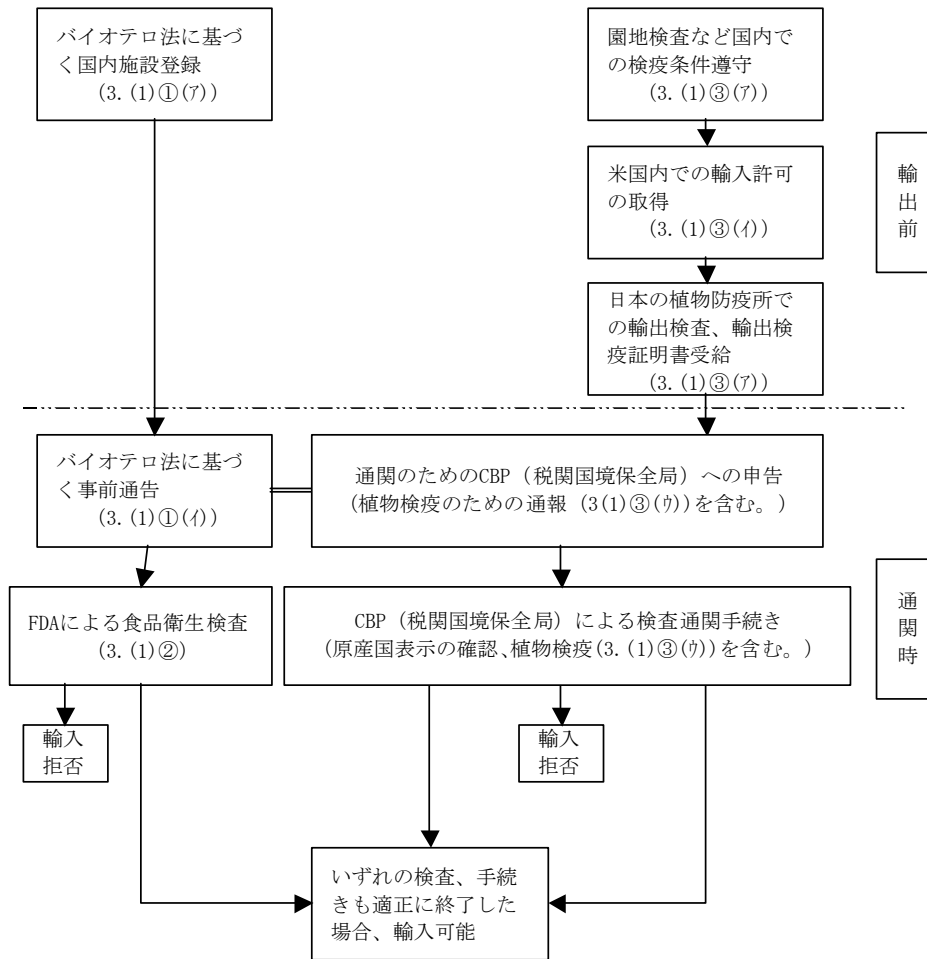 バイオテロ法に基づ
く国内施設登録
(3. (1)①(ｱ))
園地検査など国内で
の検疫条件遵守
(3. (1)③(ｱ))
米国内での輸入許可
の取得
(3. (1)③(ｲ))
輸出前
日本の植物防疫所で
の輸出検査、輸出検
疫証明書受給
(3. (1)③(ｱ))
バイオテロ法に基づ
く事前通告
(3. (1)①(ｲ))
通関のためのCBP（税関国境保全局）への申告
(植物検疫のための通報 (3(1)③(ｳ))を含む。)
FDAによる食品衛生検査
(3. (1)②)
CBP（税関国境保全局）による検査通関手続き
(原産国表示の確認、植物検疫(3. (1)③(ｳ))を含む。)
通関時
輸入
拒否
輸入
拒否
いずれの検査、手続
きも適正に終了した
場合、輸入可能